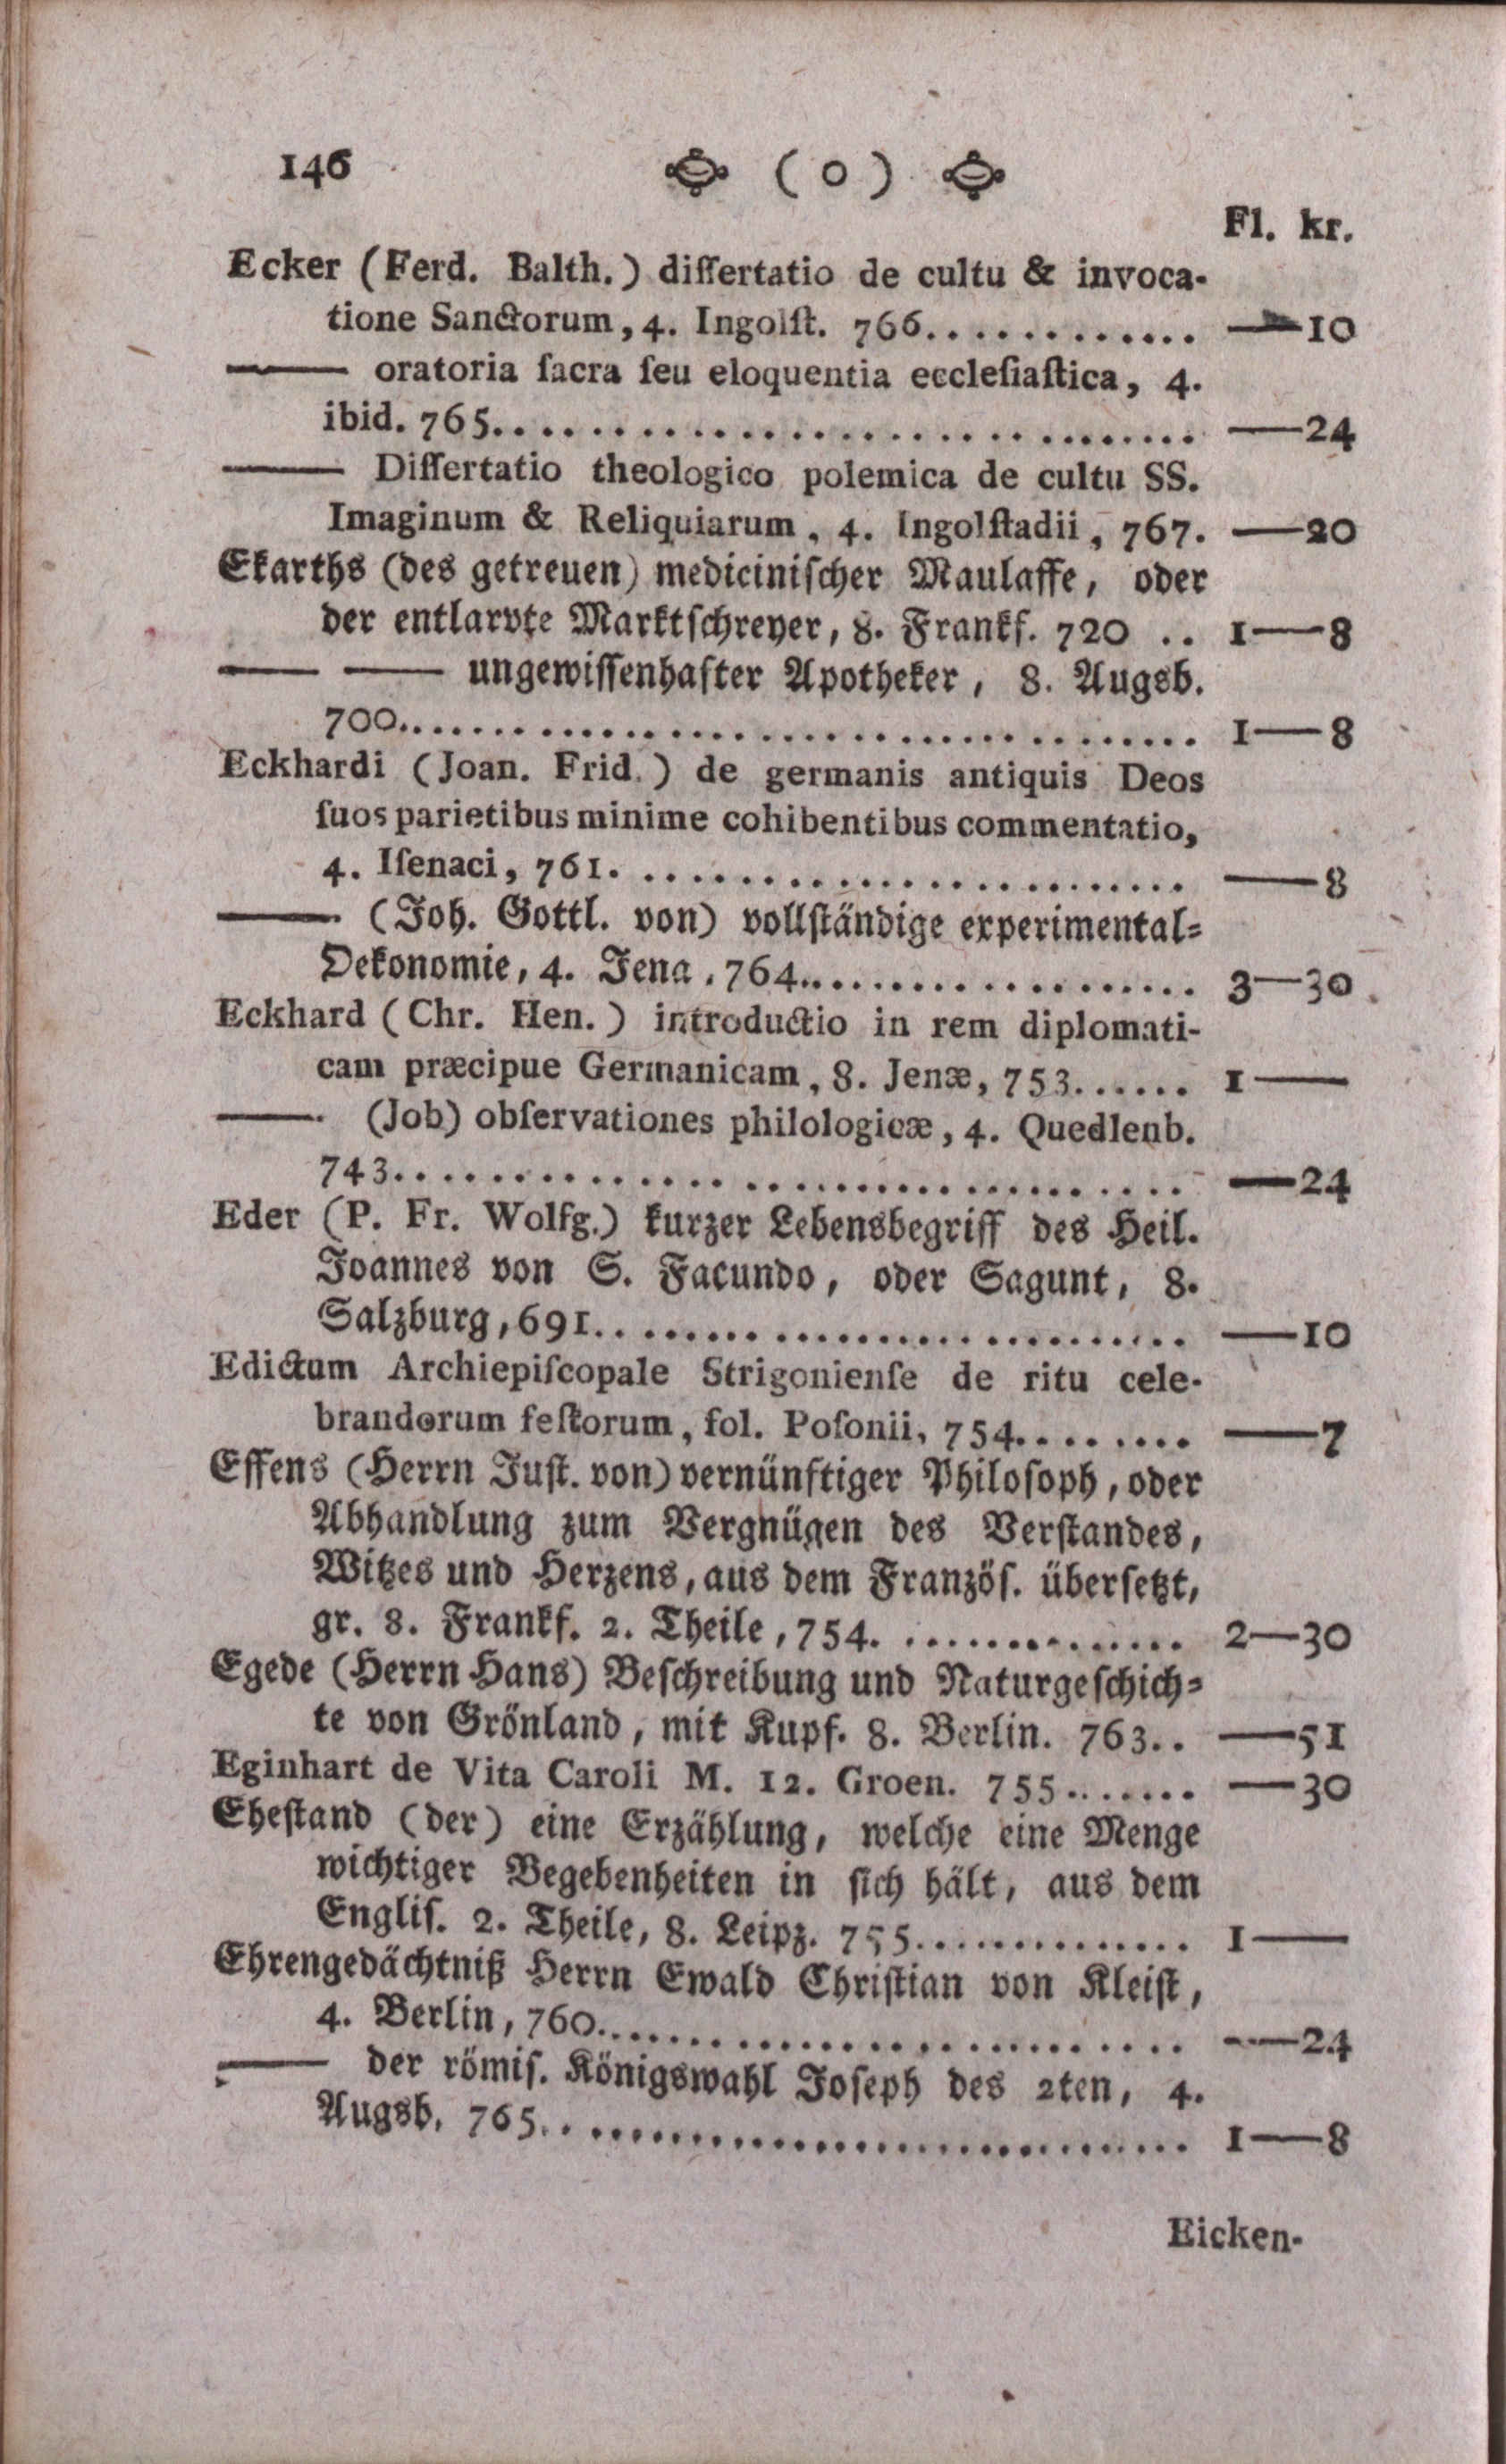 146 ( o )
Fl. kr.
Ecker (Ferd. Balth.) diſſertatio de cultu & invoca-
tione Sanctorum, 4. Ingolſt. 766............. —10
—— oratoria ſacra ſeu eloquentia eccleſiaſtica, 4.
ibid. 765.............................. —24
—— Diſſertatio theologico polemica de cultu SS.
Imaginum & Reliquiarum, 4. Ingolſtadii, 767. —20
Ekarths (des getreuen) mediciniſcher Maulaffe, oder
der entlarvte Marktſchreyer, 8. Frankf. 720 .. 1—8
—— —— ungewiſſenhafter Apotheker, 8. Augsb.
700.................................. 1—8
Eckhardi (Joan. Frid.) de germanis antiquis Deos
ſuos parietibus minime cohibentibus commentatio,
4. Iſenaci, 761. ........................ —8
—— (Joh. Gottl. von) vollſtändige experimental-
Oekonomie, 4. Jena, 764................... 3—30
Eckhard (Chr. Hen.) introductio in rem diplomati-
cam præcipue Germanicam, 8. Jenæ, 753...... 1—
—— (Job) obſervationes philologicæ, 4. Quedlenb.
743.................................. —24
Eder (P. Fr. Wolfg.) kurzer Lebensbegriff des Heil.
Joannes von S. Facundo, oder Sagunt, 8.
Salzburg, 691........................... —10
Edictum Archiepiſcopale Strigonienſe de ritu cele-
brandorum feſtorum, fol. Poſonii, 754........ —7
Effens (Herrn Juſt. von) vernünftiger Philoſoph, oder
Abhandlung zum Vergnügen des Verſtandes,
Witzes und Herzens, aus dem Franzöſ. überſetzt,
gr. 8. Frankf. 2. Theile, 754. .............. 2—30
Egede (Herrn Hans) Beſchreibung und Naturgeſchich-
te von Grönland, mit Kupf. 8. Berlin. 763.. —51
Eginhart de Vita Caroli M. 12. Groen. 755....... —30
Eheſtand (der) eine Erzählung, welche eine Menge
wichtiger Begebenheiten in ſich hält, aus dem
Engliſ. 2. Theile, 8. Leipz. 755.............. 1—
Ehrengedächtniß Herrn Ewald Chriſtian von Kleiſt,
4. Berlin, 760........................... —24
—— der römiſ. Königswahl Joſeph des 2ten, 4.
Augsb. 765............................. 1—8
Eicken-